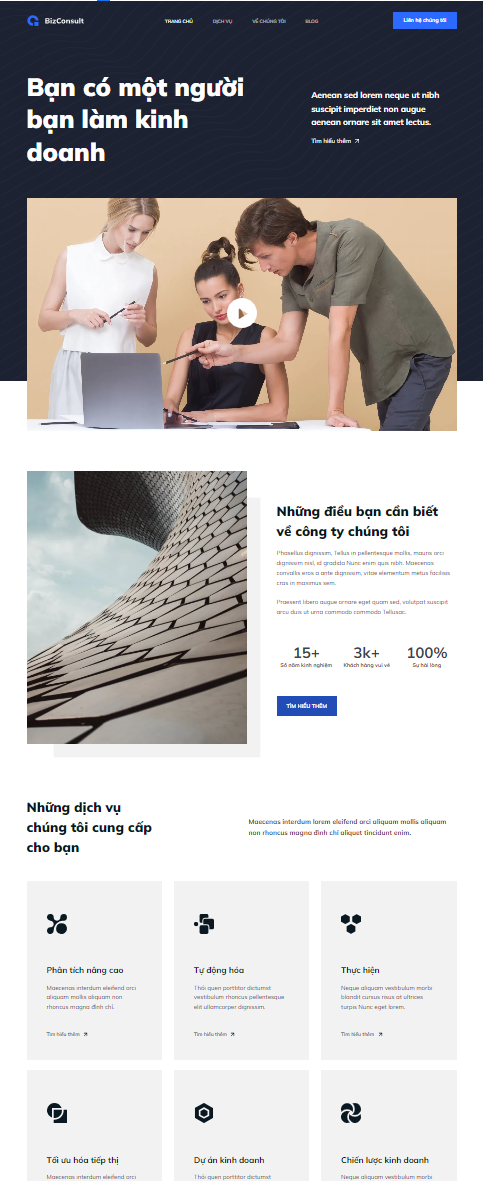 BizConsult
TRANG CHỦ
DỊCH VỤ
VỀ CHÚNG TÔI
BLOG
Liên hệ chúng tôi
Bạn có một người
bạn làm kinh
doanh
Aenean sed lorem neque ut nibh
suscipit imperdiet non augue
aenean ornare sit amet lectus.
Tìm hiểu thêm
Những điều bạn cần biết
về công ty chúng tôi
Phasellus dignissim, Tellus in pellentesque mollis, mauris orci
dignissim nisl, id gravida Nunc enim quis nibh. Maecenas
convallis eros a ante dignissim, vitae elementum metus facilisis
cras in maximus sem.
Praesent libero augue ornare eget quam sed, volutpat suscipit
arcu duis ut urna commodo commodo Tellusac.
15+
3k+
100%
Số năm kinh nghiệm
Khách hàng vui vẻ
Sự hài lòng
TÌM HIỂU THÊM
Những dịch vụ
chúng tôi cung cấp
cho bạn
Maecenas interdum lorem eleifend orci aliquam mollis aliquam
non rhoncus magna đỉnh chi aliquet tincidunt enim.
Phân tích nâng cao
Maecenas interdum eleifend orci
aliquam mollis aliquam non
rhoncus magna đỉnh chi.
Tìm hiểu thêm
Tự động hóa
Thói quen porttitor dictumst
vestibulum rhoncus pellentesque
elit ullamcorper dignissim.
Tìm hiểu thêm
Thực hiện
Neque aliquam vestibulum morbi
blandit cursus risus at ultrices
turpis Nunc eget lorem.
Tìm hiểu thêm
Tối ưu hóa tiếp thị
Maecenas interdum eleifend orci
Dự án kinh doanh
Thói quen porttitor dictumst
Chiến lược kinh doanh
Neque aliquam vestibulum morbi